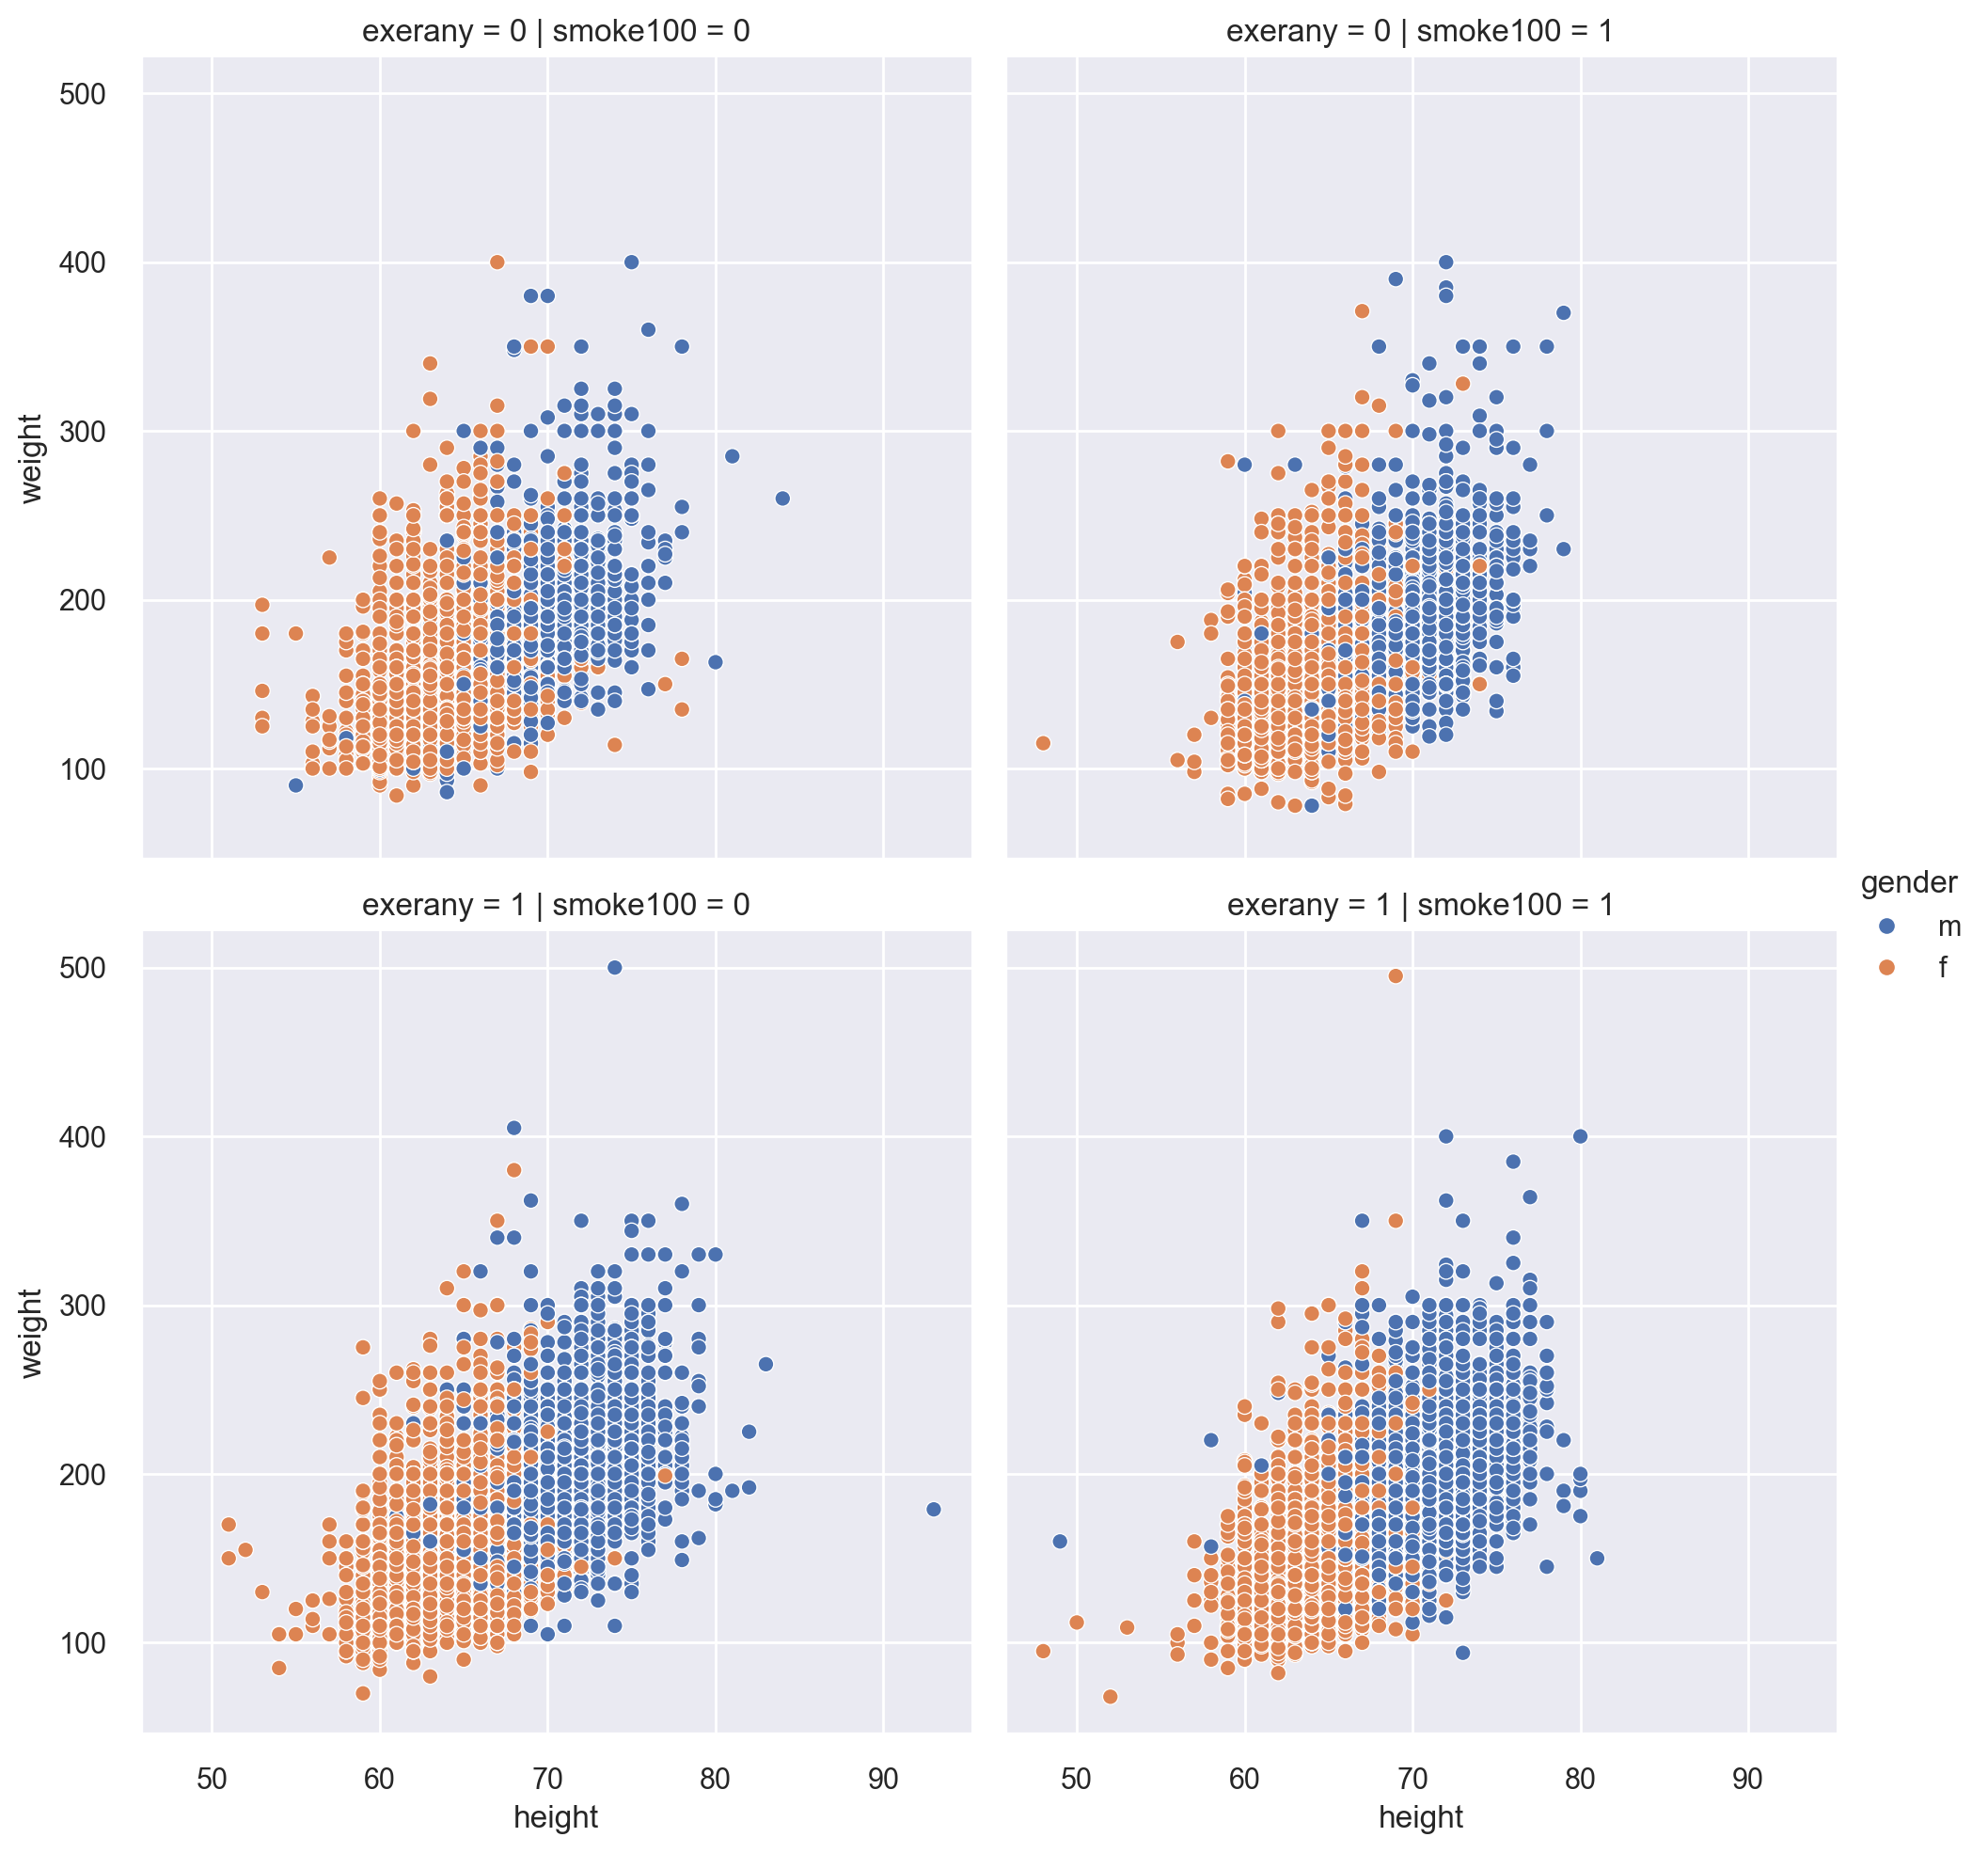 exerany = 0 | smoke100 = 0
exerany = 0 | smoke100 = 1
500
400
300
200
100
weight
exerany = 1 | smoke100 = 0
exerany = 1 | smoke100 = 1
gender
m
f
500
400
300
200
100
weight
50 60 70 80 90
50 60 70 80 90
height
height